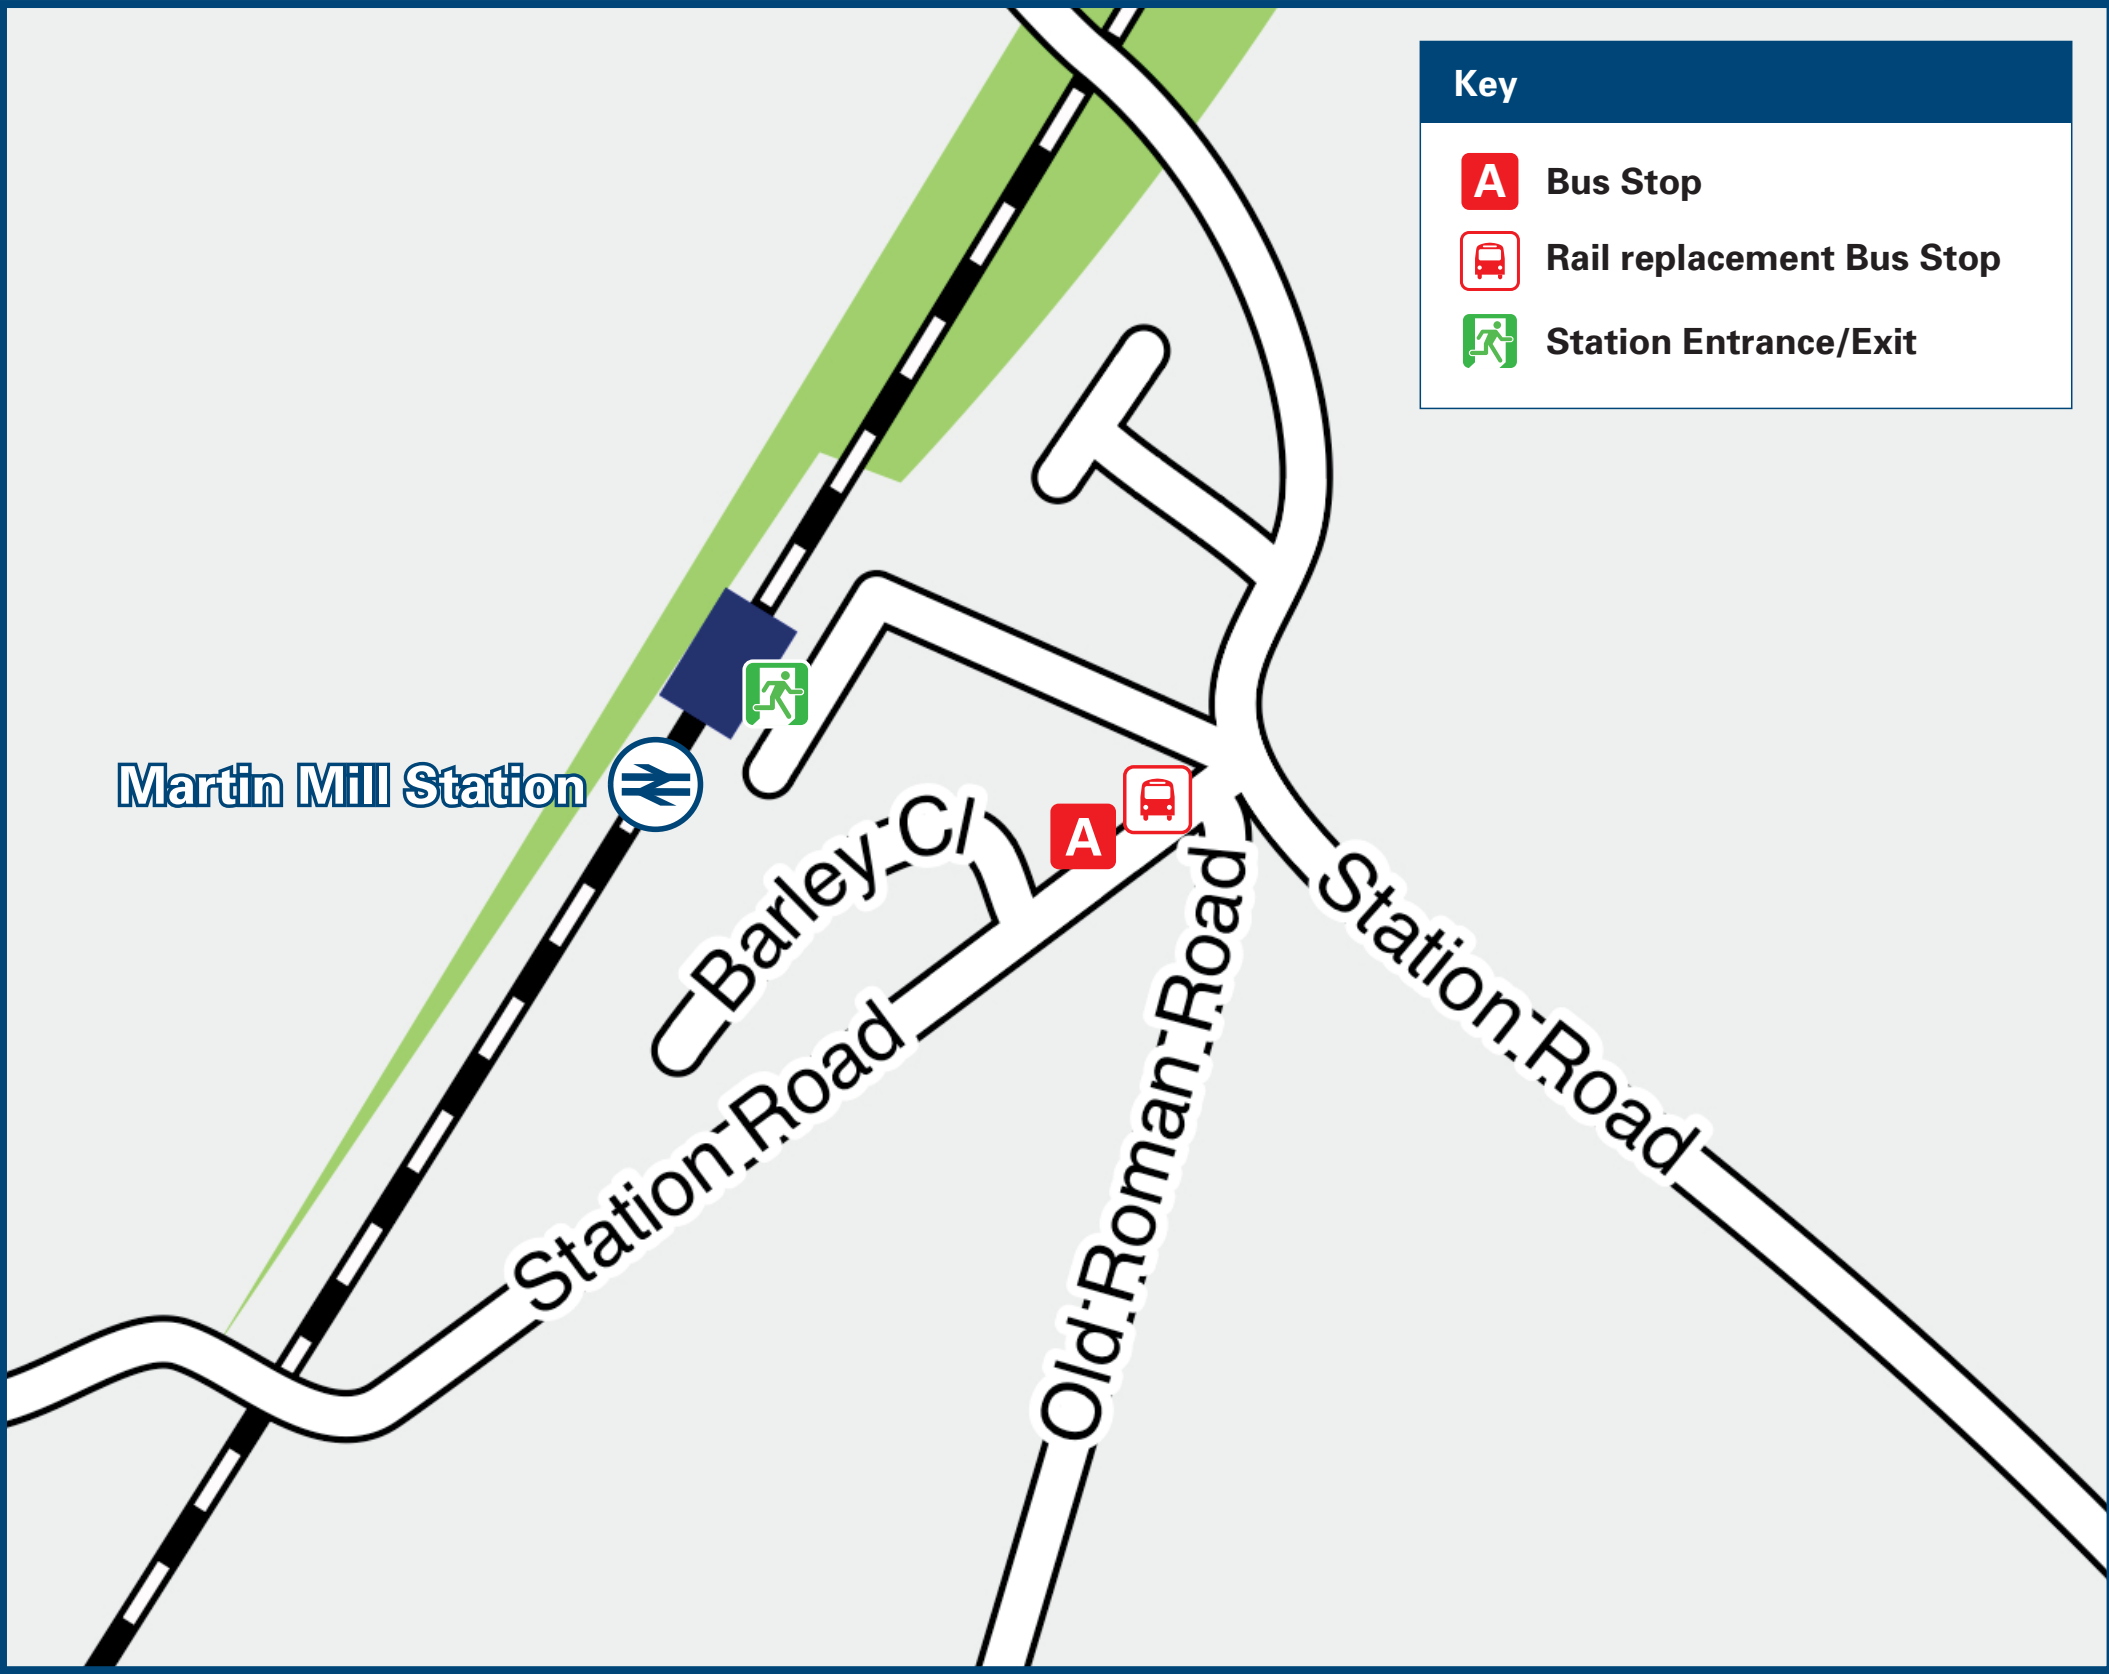 Key
A
Bus Stop
Rail replacement Bus Stop
Station Entrance/Exit
Martin Mill Station
A
Barley Cl
Station Road
Old Roman Road
Station Road